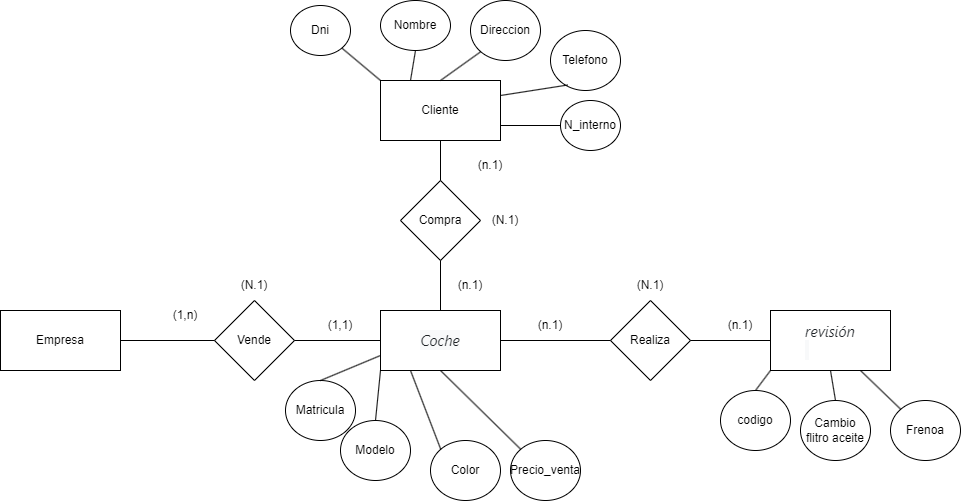 Dni
Nombre
Direccion
Telefono
Cliente
N_interno
(n.1)
Compra
(N.1)
(N.1)
(n.1)
(N.1)
(1,n)
(1,1)
(n.1)
(n.1)
Empresa
Vende
Coche
Realiza
revisión
Matricula
Modelo
Color
Precio_venta
codigo
Cambio
flitro aceite
Frenoa